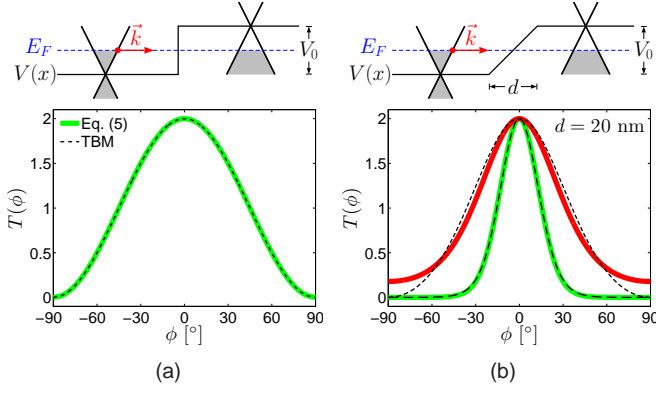 E_F
k⃗
V_0
V(x)
E_F
k⃗
V_0
V(x)
d
Eq. (5)
TBM
d = 20 nm
T(ϕ)
2
1.5
1
0.5
0
−90 −60 −30 0 30 60 90
ϕ [°]
T(ϕ)
2
1.5
1
0.5
0
−90 −60 −30 0 30 60 90
ϕ [°]
(a)
(b)